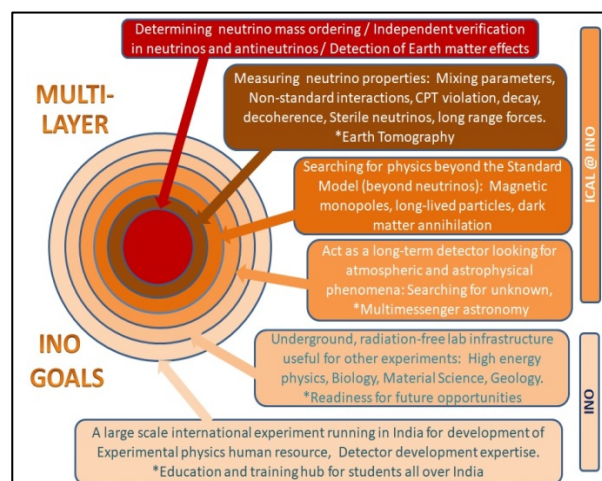 Determining neutrino mass ordering / Independent verification
in neutrinos and antineutrinos/ Detection of Earth matter effects
MULTI-
LAYER
Measuring neutrino properties: Mixing parameters,
Non-standard interactions, CPT violation, decay,
decoherence, Sterile neutrinos, long range forces.
*Earth Tomography
Searching for physics beyond the Standard
Model (beyond neutrinos): Magnetic
monopoles, long-lived particles, dark
matter annihilation
Act as a long-term detector looking for
atmospheric and astrophysical
phenomena: Searching for unknown,
*Multimessenger astronomy
ICAL @ INO
INO
GOALS
Underground, radiation-free lab infrastructure
useful for other experiments: High energy
physics, Biology, Material Science, Geology.
*Readiness for future opportunities
A large scale international experiment running in India for development of
Experimental physics human resource, Detector development expertise.
*Education and training hub for students all over India
INO